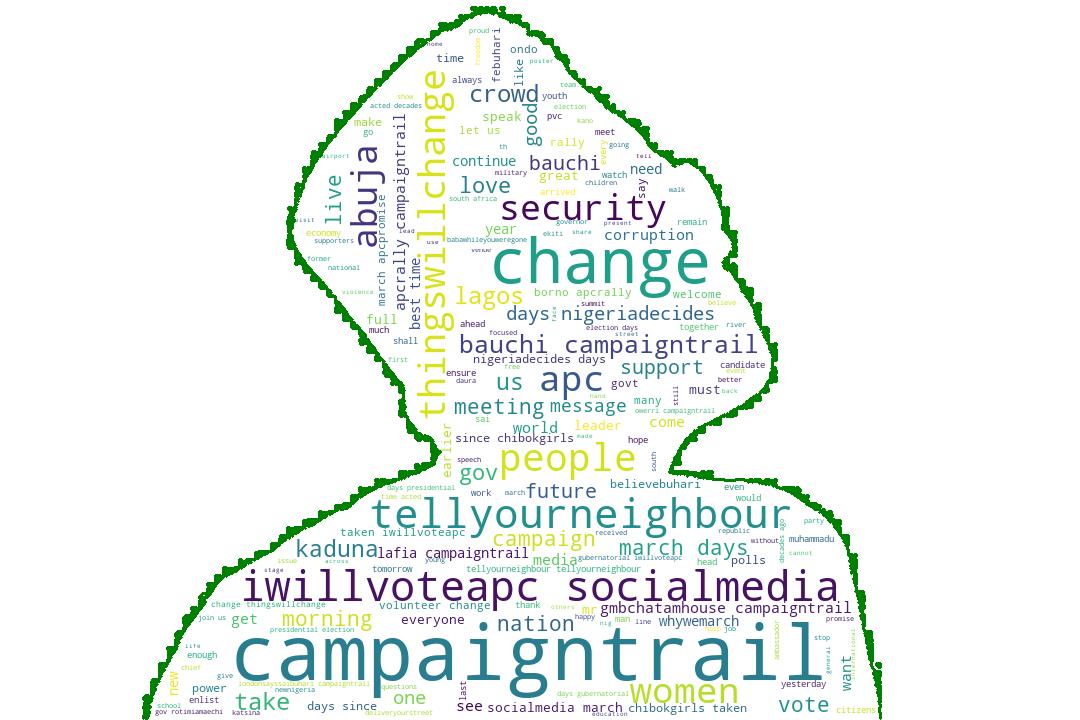 proud
home
freedom
febuhari
ondo
time
like
poster
always
team
crowd
youth
show
acted decades
election
make
speak
good
pvc
kano
go
let us
meet
rally
every
going
th
thingswillchange
abuja
apcrally campaigntrail
airport
continue
bauchi
tell
need
military
great
watch
children
love
live
say
walk
arrived
south africa
march apcpromise
security
visit
lead
governor
present
remain
economy
year
ekiti
share
corruption
supporters
use
babawhileyouweregone
change
former
national
best time
violence
lagos
borno apcrally
welcome
summit
believe
full
days
face
nigeriadecides
much
ahead
election days
together
river
focused
street
shall
bauchi campaigntrail
first
nigeriadecides days
free
support
candidate
ensure
event
daura
us
apc
govt
better
must
back
still
hand
many
meeting
message
owerri campaigntrail
sai
world
leader
come
earlier
since chibokgirls
made
hope
speech
people
south
gov
days presidential
work
march
future
believebuhari
even
time acted
would
tellyourneighbour
party
taken iwillvoteapc
campaign
received
republic
decades ago
without
muhammadu
kaduna
lafia campaigntrail
march days
cannot
issue
across
young
media
gubernatorial iwillvoteapc
head
polls
stage
tomorrow
tellyourneighbour tellyourneighbour
iwillvoteapc
socialmedia
change thingswillchange
volunteer change
thank
others
mr
gmbchatamhouse campaigntrail
join us
get
morning
everyone
nation
happy
nig
man
line
whywemarch
promise
presidential election
job
campaigntrail
ambassador
stop
life
enough
general
international
chief
give
want
new
power
londonsayssaibuhari campaigntrail
questions
women
yesterday
newnigeria
last
days gubernatorial
school
enlist
take
days since
one
see
socialmedia march
chibokgirls taken
vote
citizens
gov rotimiamaechi
katsina
deliveryourstreet
education